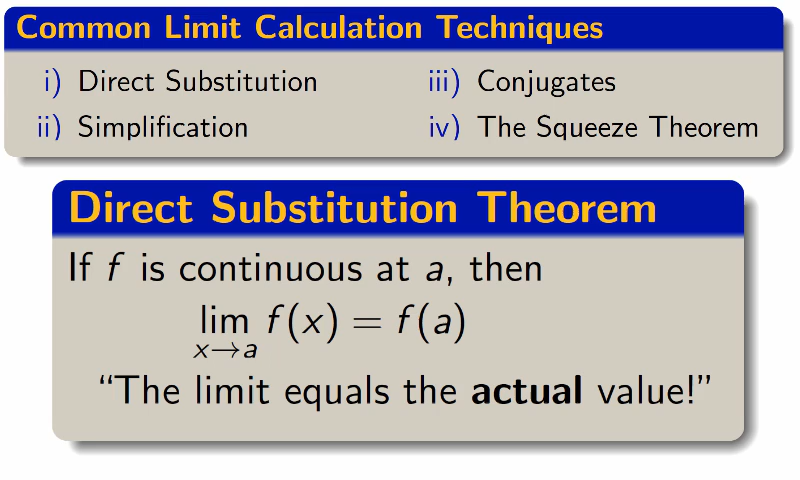 Common Limit Calculation Techniques
i) Direct Substitution
ii) Simplification
iii) Conjugates
iv) The Squeeze Theorem
Direct Substitution Theorem
If f is continuous at a, then
lim f(x) = f(a)
x→a
“The limit equals the actual value!”